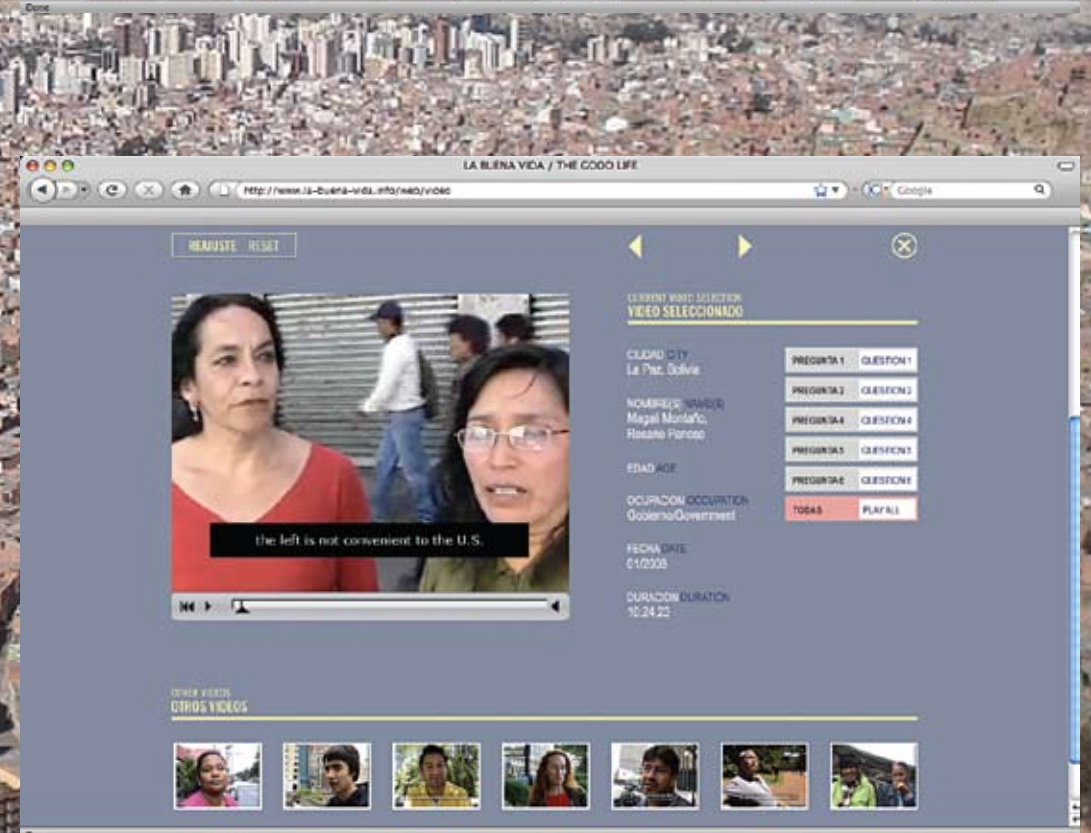 Done
LA BUENA VIDA / THE GOOD LIFE
http://www.la-buena-vida.info/web/video
Google
REAJUSTE RESET
CURRENT VIDEO SELECTION
VIDEO SELECCIONADO
CIUDAD CITY
La Paz, Bolivia
NOMBRE(S) NAME(S)
Magali Montaño,
Rosario
EDAD AGE
OCUPACION OCCUPATION
Gobierno/Government
FECHA DATE
01/2008
DURACION DURATION
10:24:23
PREGUNTA 1 QUESTION 1
PREGUNTA QUESTION
PREGUNTA 4 QUESTION 4
PREGUNTA 5 QUESTION 5
PREGUNTA 6 QUESTION 6
TODAS PLAY ALL
the left is not convenient to the U.S.
OTHER VIDEOS
OTROS VIDEOS